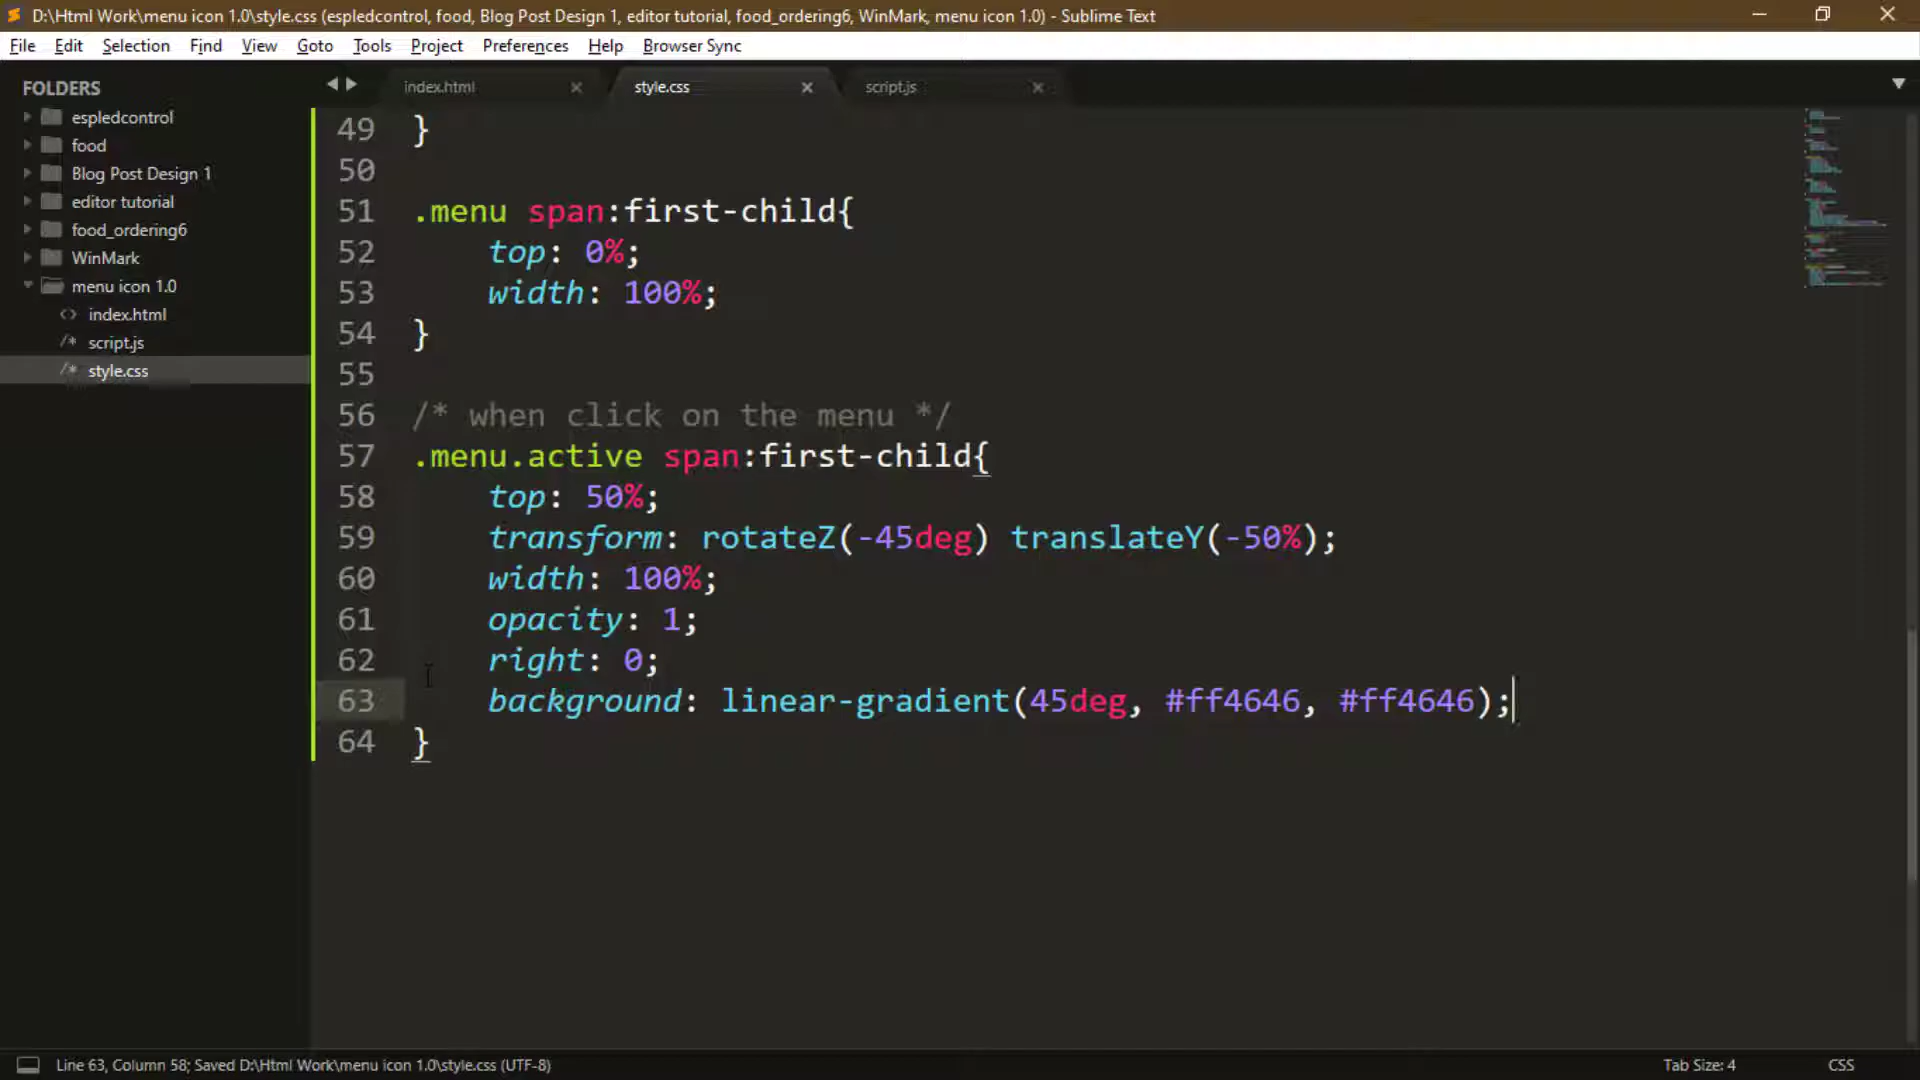 D:\Html Work\menu icon 1.0\style.css (espledcontrol, food, Blog Post Design 1, editor tutorial, food_ordering6, WinMark, menu icon 1.0) - Sublime Text
File Edit Selection Find View Goto Tools Project Preferences Help Browser Sync
FOLDERS
espledcontrol
food
Blog Post Design 1
editor tutorial
food_ordering6
WinMark
menu icon 1.0
<> index.html
/* script.js
/* style.css
index.html × style.css × script.js ×
49 }
50
51 .menu span:first-child{
52     top: 0%;
53     width: 100%;
54 }
55
56 /* when click on the menu */
57 .menu.active span:first-child{
58     top: 50%;
59     transform: rotateZ(-45deg) translateY(-50%);
60     width: 100%;
61     opacity: 1;
62     right: 0;
63     background: linear-gradient(45deg, #ff4646, #ff4646);
64 }
Line 63, Column 58; Saved D:\Html Work\menu icon 1.0\style.css (UTF-8)
Tab Size: 4
CSS